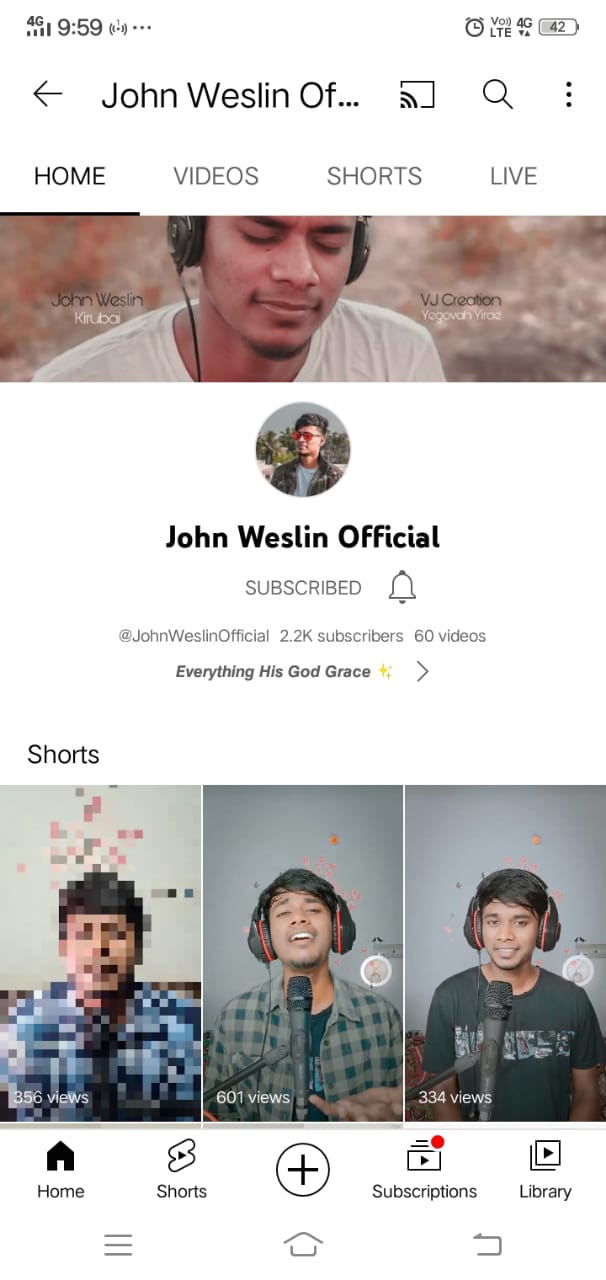 4G 9:59 ...
Voi)) LTE 4G 42
John Weslin Of...
HOME VIDEOS SHORTS LIVE
John Weslin
Kirubai
VJ Creation
Yegovah Yirae
John Weslin Official
SUBSCRIBED
@JohnWeslinOfficial 2.2K subscribers 60 videos
Everything His God Grace ✨
Shorts
356 views 601 views 334 views
Home Shorts Subscriptions Library